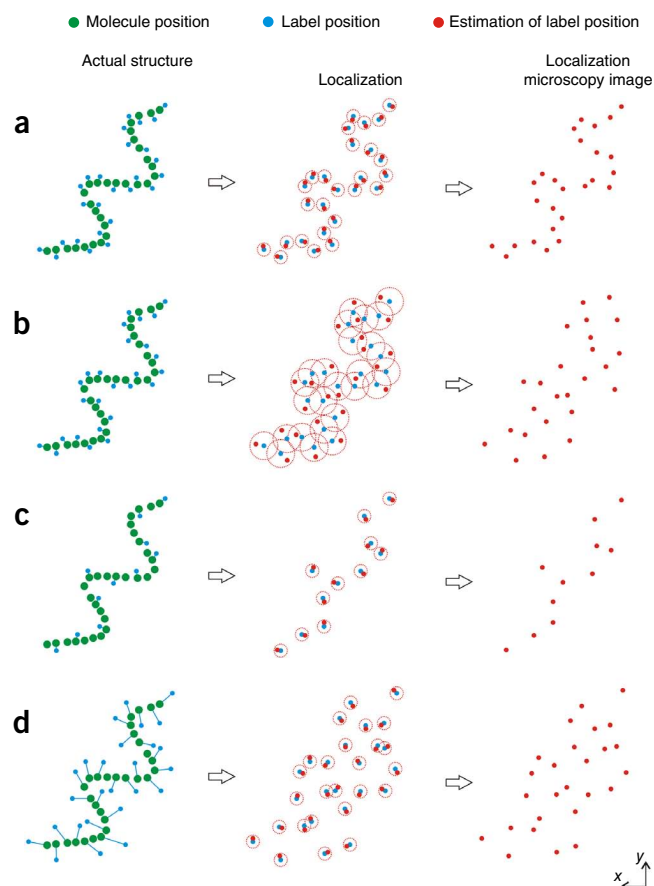 Molecule position Label position Estimation of label position
Actual structure
Localization
Localization
microscopy image
a
b
c
d
y
x